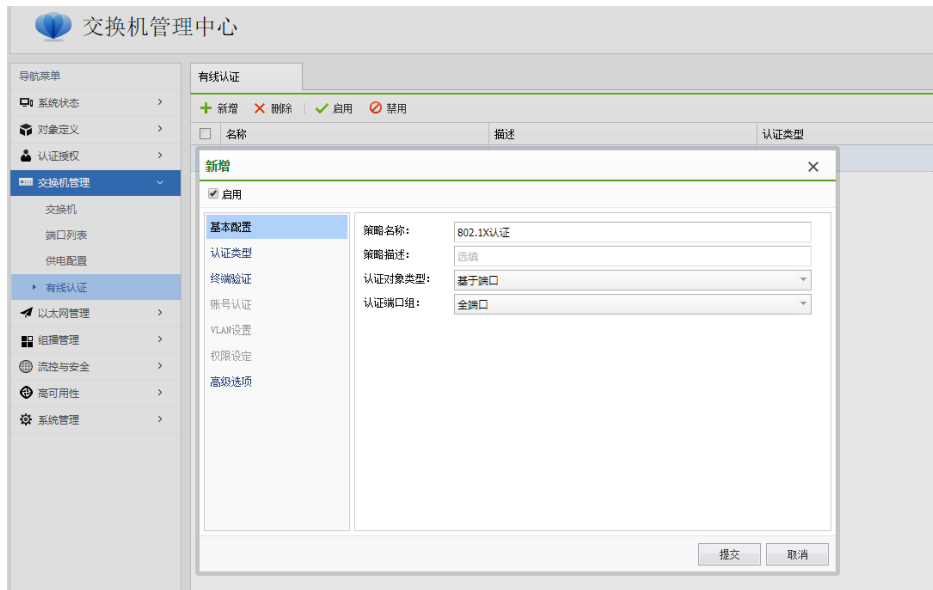 交换机管理中心
导航菜单
系统状态
对象定义
认证授权
交换机管理
交换机
端口列表
供电配置
有线认证
以太网管理
组播管理
流控与安全
高可用性
系统管理
有线认证
新增 删除 启用 禁用
名称 描述 认证类型
新增
启用
基本配置
认证类型
终端验证
账号认证
VLAN设置
权限设定
高级选项
策略名称: 802.1X认证
策略描述: 选填
认证对象类型: 基于端口
认证端口组: 全端口
提交 取消